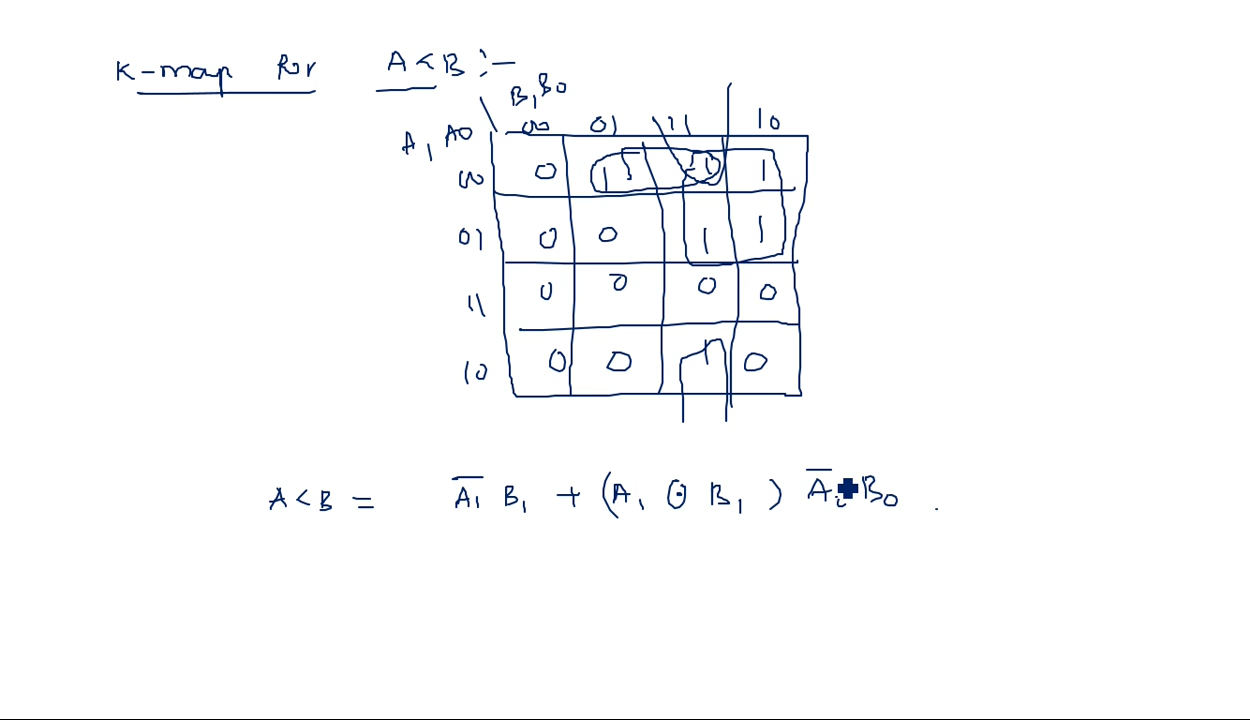 K-map for A<B :-
B₁B₀
A₁A₀ 00 01 11 10
00 0 1 1 1
01 0 0 1 1
11 0 0 0 0
10 0 0 1 0
A<B = A̅₁ B₁ + (A₁ ⊙ B₁) A̅₀ B₀